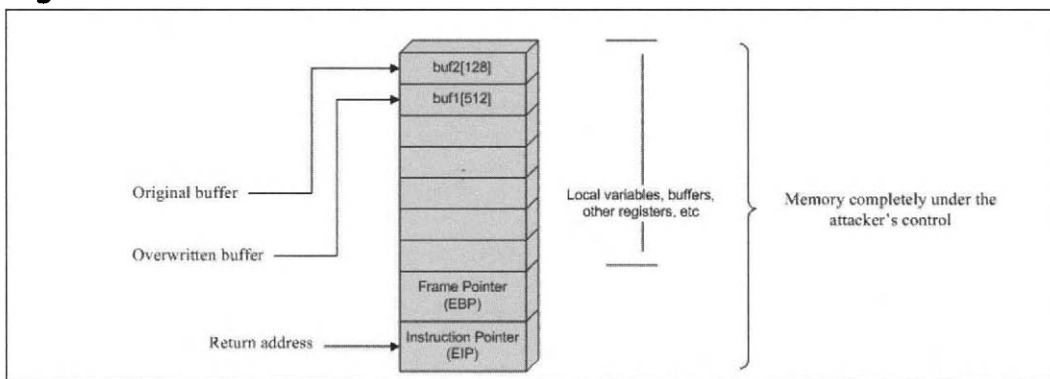 buf2[128]
buf1[512]
Original buffer
Overwritten buffer
Local variables, buffers,
other registers, etc
Memory completely under the
attacker's control
Frame Pointer
(EBP)
Return address
Instruction Pointer
(EIP)